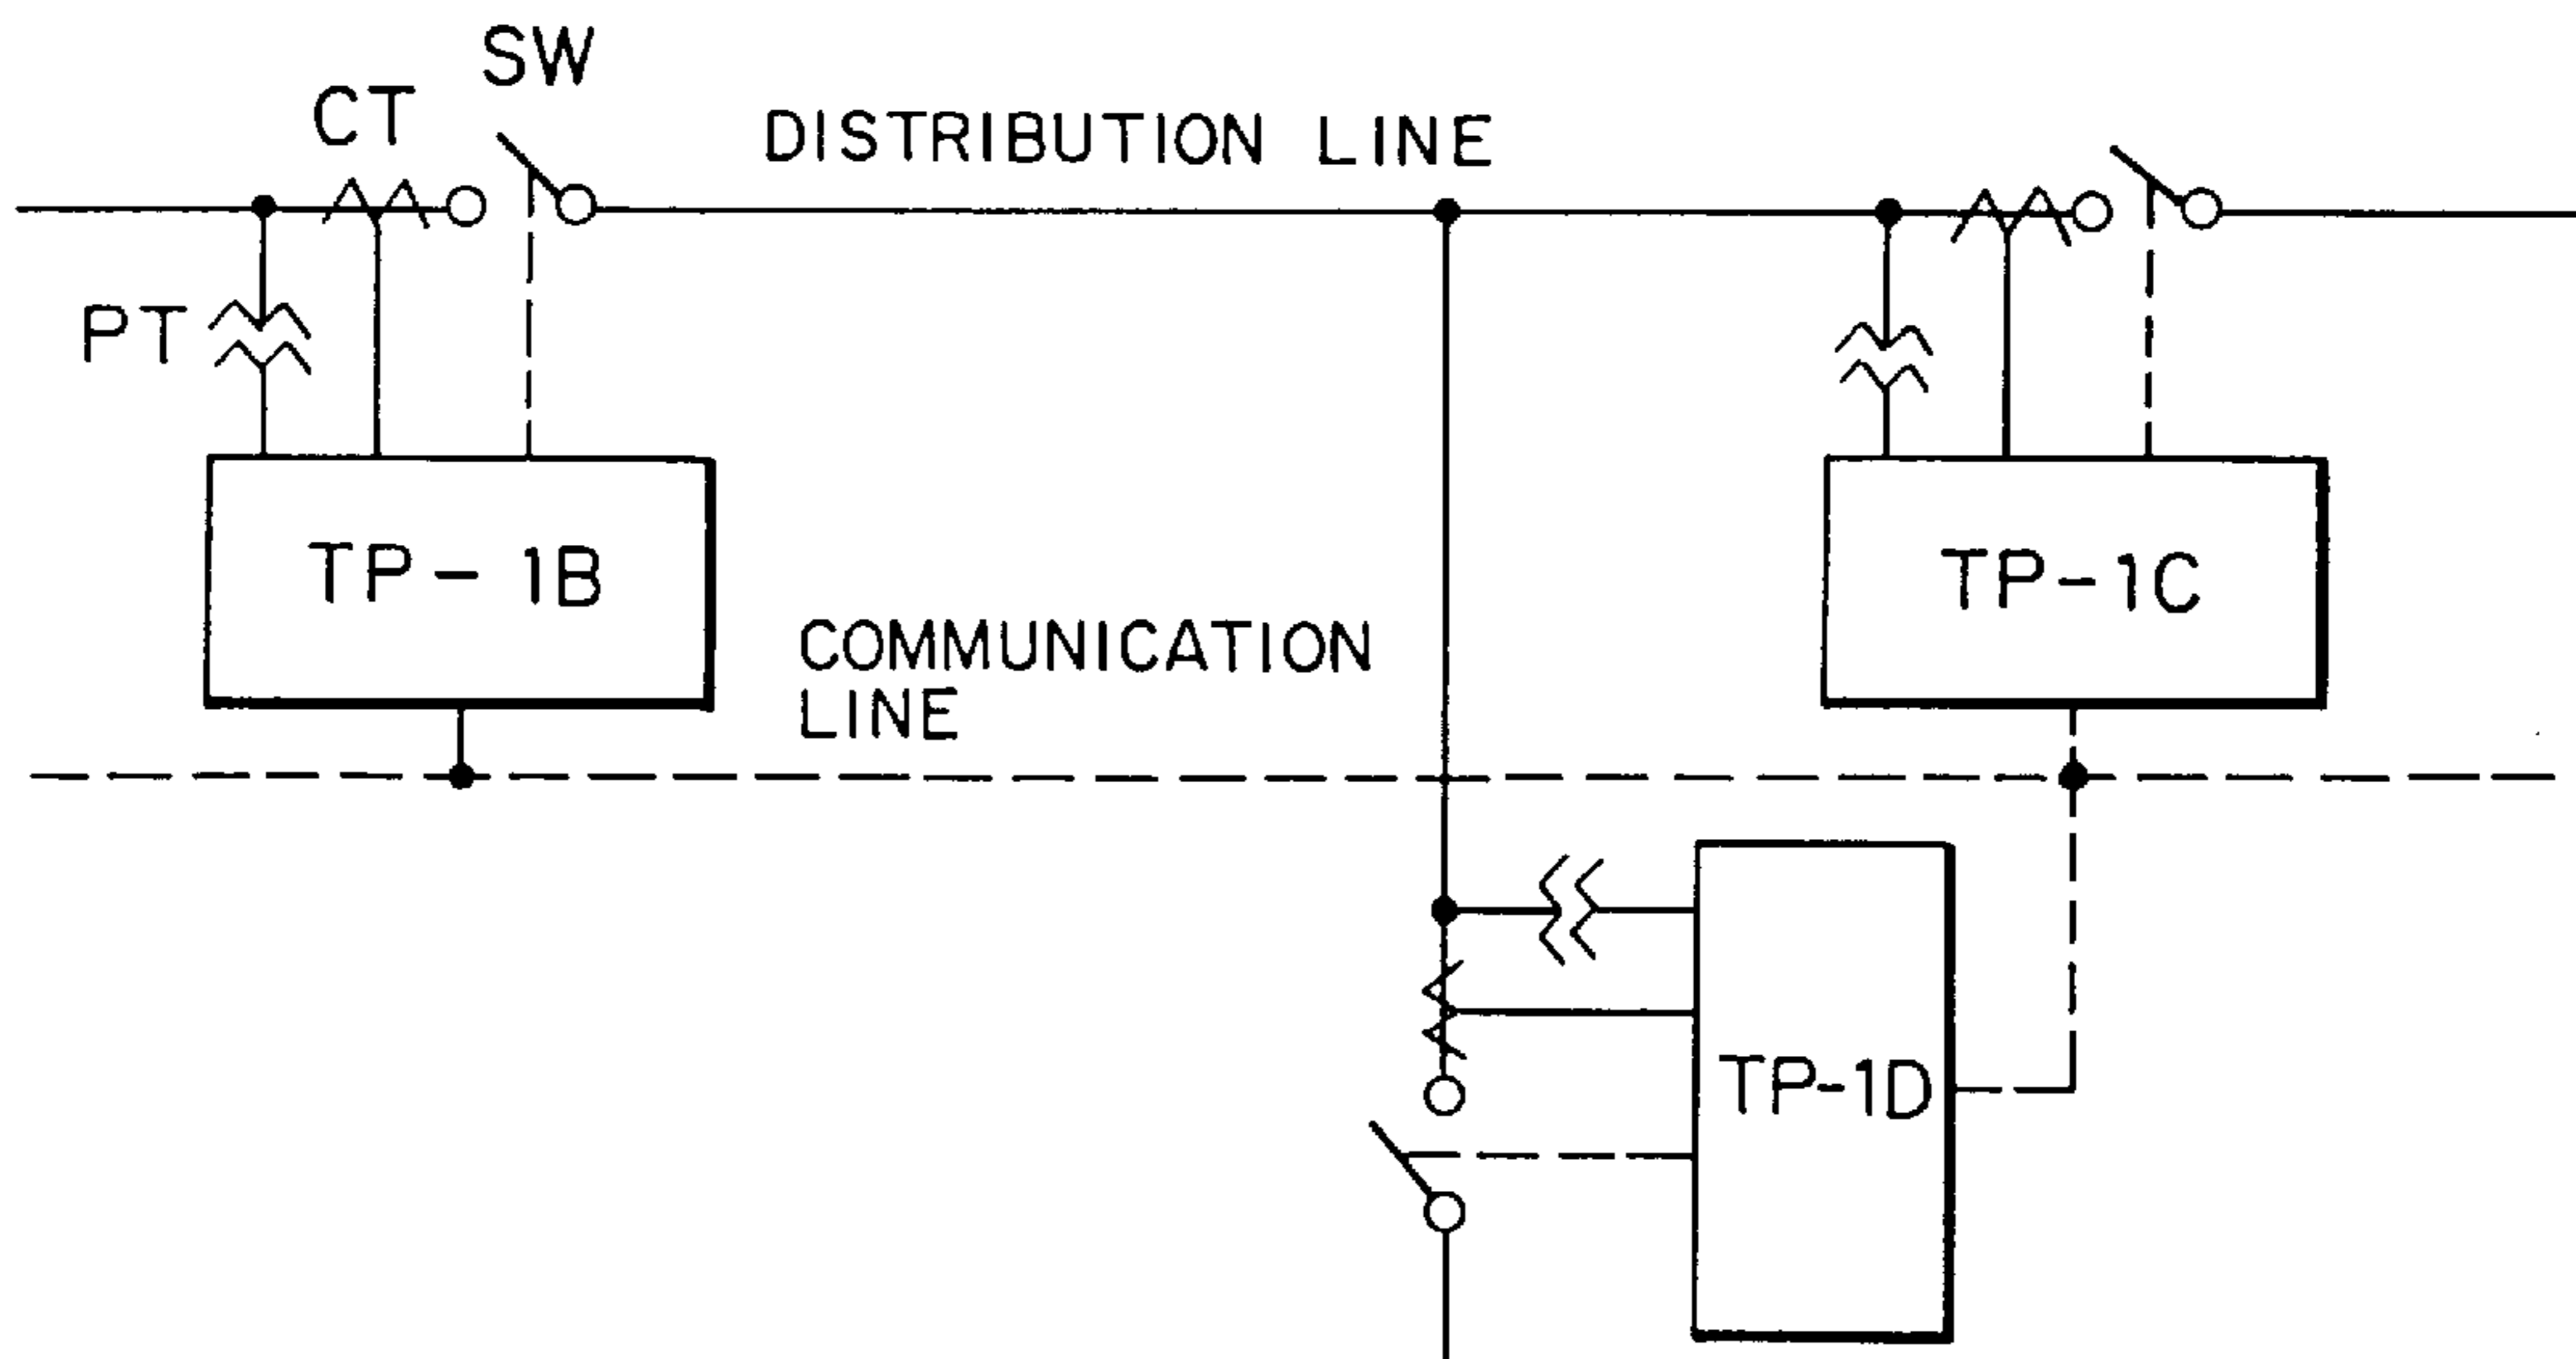 SW
CT
DISTRIBUTION LINE
PT
TP-1B
TP-1C
COMMUNICATION
LINE
TP-1D